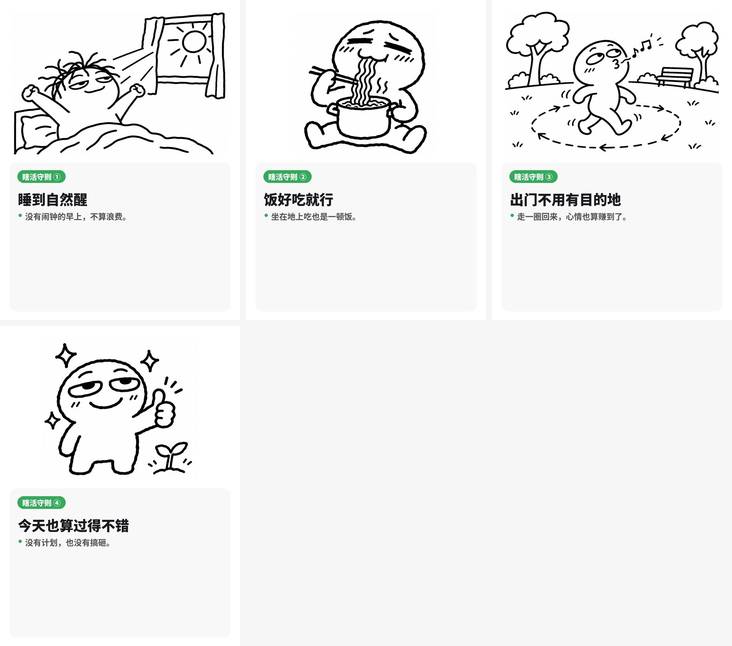 瞎活守则 ①
睡到自然醒
• 没有闹钟的早上，不算浪费。
瞎活守则 ②
饭好吃就行
• 坐在地上吃也是一顿饭。
瞎活守则 ③
出门不用有目的地
• 走一圈回来，心情也算赚到了。
瞎活守则 ④
今天也算过得不错
• 没有计划，也没有搞砸。